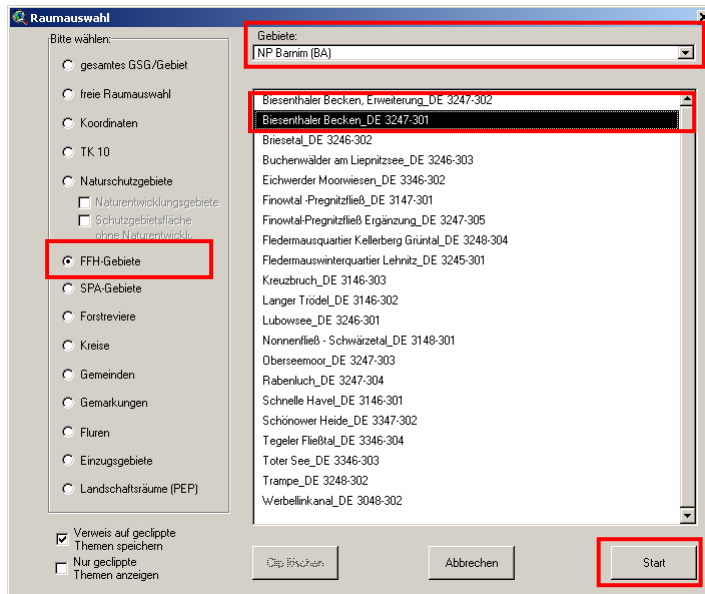 Raumauswahl
Bitte wählen:
gesamtes GSG/Gebiet
freie Raumauswahl
Koordinaten
TK 10
Naturschutzgebiete
Naturentwicklungsgebiete
Schutzgebietsfläche
ohne Naturentwickl.
FFH-Gebiete
SPA-Gebiete
Forstreviere
Kreise
Gemeinden
Gemarkungen
Fluren
Einzugsgebiete
Landschaftsräume (PEP)
Verweis auf geclippte
Themen speichern
Nur geclippte
Themen anzeigen
Gebiete:
NP Barnim (BA)
Biesenthaler Becken, Erweiterung_DE 3247-302
Biesenthaler Becken_DE 3247-301
Briesetal_DE 3246-302
Buchenwälder am Liepnitzsee_DE 3246-303
Eichwerder Moorwiesen_DE 3346-302
Finowtal -Pregnitzfließ_DE 3147-301
Finowtal-Pregnitzfließ Ergänzung_DE 3247-305
Fledermausquartier Kellerberg Grüntal_DE 3248-304
Fledermauswinterquartier Lehnitz_DE 3245-301
Kreuzbruch_DE 3146-303
Langer Trödel_DE 3146-302
Lubowsee_DE 3246-301
Nonnenfließ - Schwärzetal_DE 3148-301
Oberseemoor_DE 3247-303
Rabenluch_DE 3247-304
Schnelle Havel_DE 3146-301
Schönower Heide_DE 3347-302
Tegeler Fließtal_DE 3346-304
Toter See_DE 3346-303
Trampe_DE 3248-302
Werbellinkanal_DE 3048-302
Clip löschen
Abbrechen
Start